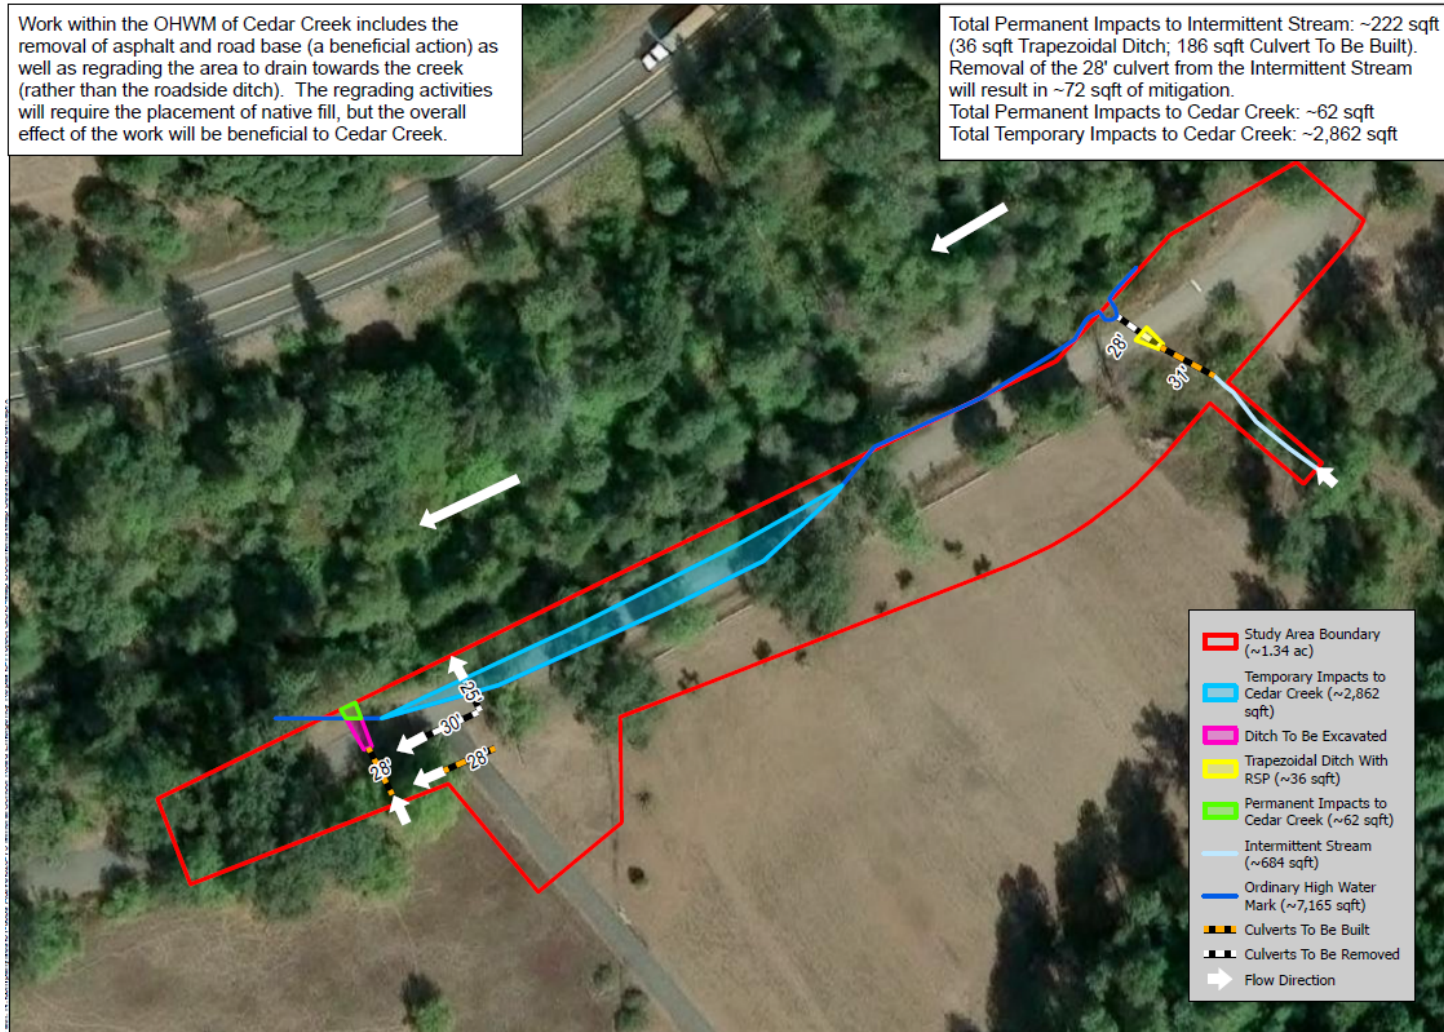 Work within the OHWM of Cedar Creek includes the
removal of asphalt and road base (a beneficial action) as
well as regrading the area to drain towards the creek
(rather than the roadside ditch).  The regrading activities
will require the placement of native fill, but the overall
effect of the work will be beneficial to Cedar Creek.
Total Permanent Impacts to Intermittent Stream: ~222 sqft
(36 sqft Trapezoidal Ditch; 186 sqft Culvert To Be Built).
Removal of the 28' culvert from the Intermittent Stream
will result in ~72 sqft of mitigation.
Total Permanent Impacts to Cedar Creek: ~62 sqft
Total Temporary Impacts to Cedar Creek: ~2,862 sqft
28'
31'
25'
30'
28'
28'
Study Area Boundary
(~1.34 ac)
Temporary Impacts to
Cedar Creek (~2,862
sqft)
Ditch To Be Excavated
Trapezoidal Ditch With
RSP (~36 sqft)
Permanent Impacts to
Cedar Creek (~62 sqft)
Intermittent Stream
(~684 sqft)
Ordinary High Water
Mark (~7,165 sqft)
Culverts To Be Built
Culverts To Be Removed
Flow Direction